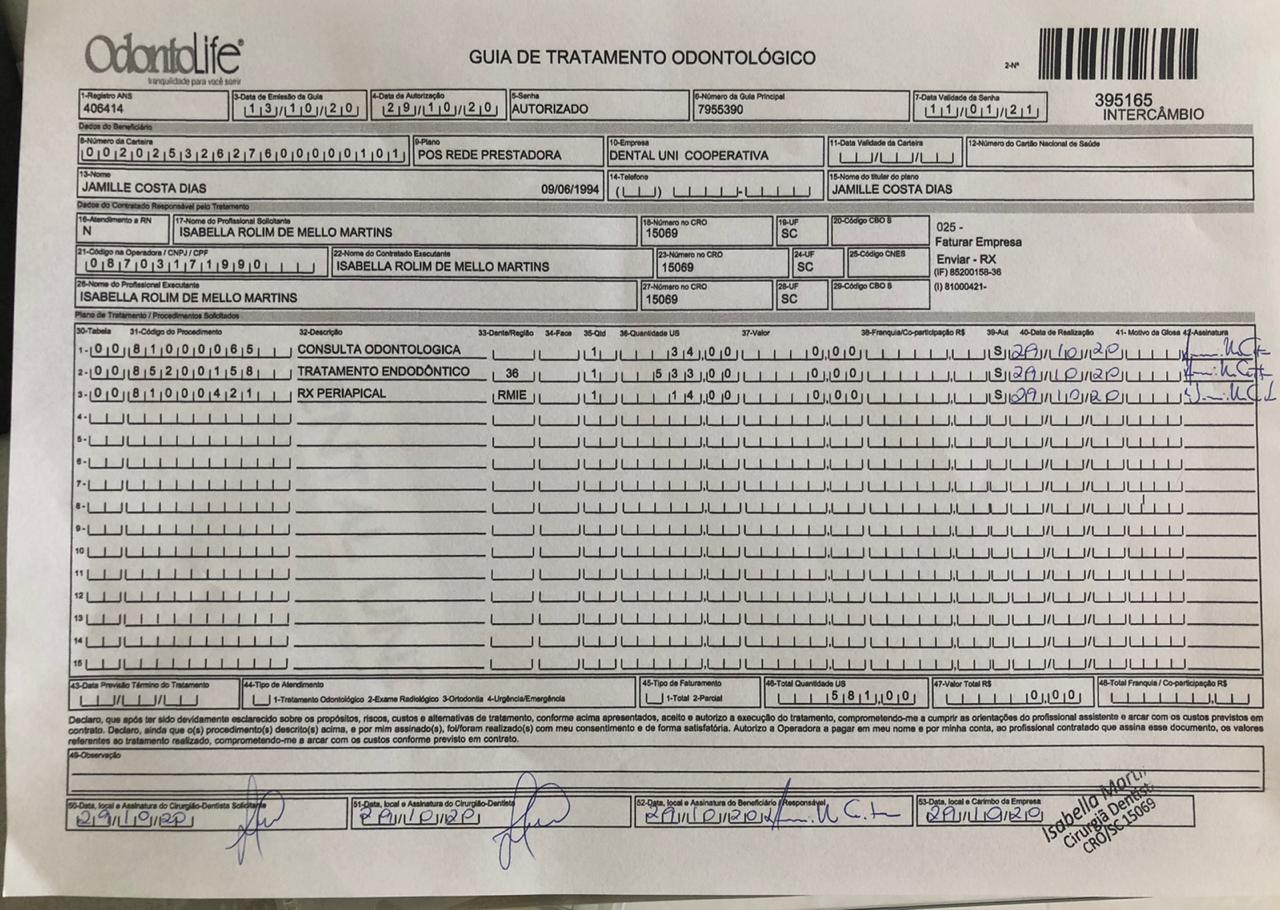 OdontoLife
tranquilidade para você sorrir
GUIA DE TRATAMENTO ODONTOLÓGICO
2-Nº
395165
INTERCÂMBIO
1-Registro ANS 3-Data de Emissão da Guia 4-Data de Autorização 5-Senha 6-Número da Guia Principal 7-Data Validade da Senha
406414 13/10/20 29/10/20 AUTORIZADO 7955390 11/01/21
Dados do Beneficiário
8-Número da Carteira 9-Plano 10-Empresa 11-Data Validade da Carteira 12-Número do Cartão Nacional de Saúde
00202532627600000101 POS REDE PRESTADORA DENTAL UNI COOPERATIVA
13-Nome 14-Telefone 15-Nome do titular do plano
JAMILLE COSTA DIAS 09/06/1994 JAMILLE COSTA DIAS
Dados do Contratado Responsável pelo Tratamento
16-Atendimento a RN 17-Nome do Profissional Solicitante 18-Número no CRO 19-UF 20-Código CBO S
N ISABELLA ROLIM DE MELLO MARTINS 15069 SC
025 -
Faturar Empresa
Enviar - RX
(IF) 85200158-36
(I) 81000421-
21-Código na Operadora / CNPJ / CPF 22-Nome do Contratado Executante 23-Número no CRO 24-UF 25-Código CNES
08703171990 ISABELLA ROLIM DE MELLO MARTINS 15069 SC
26-Nome do Profissional Executante 27-Número no CRO 28-UF 29-Código CBO S
ISABELLA ROLIM DE MELLO MARTINS 15069 SC
Plano de Tratamento / Procedimentos Solicitados
30-Tabela 31-Código do Procedimento 32-Descrição 33-Dente/Região 34-Face 35-Qtd 36-Quantidade US 37-Valor 38-Franquia/Co-participação R$ 39-Aut 40-Data de Realização 41- Motivo da Glosa 42-Assinatura
1- 00 81000065 CONSULTA ODONTOLOGICA 1 34,00 0,00 S 29/10/20
2- 00 85200158 TRATAMENTO ENDODÔNTICO 36 1 533,00 0,00 S 29/10/20
3- 00 81000421 RX PERIAPICAL RMIE 1 14,00 0,00 S 29/10/20
4-
5-
6-
7-
8-
9-
10
11
12
13
14
15
43-Data Previsão Término do Tratamento 44-Tipo de Atendimento 45-Tipo de Faturamento 46-Total Quantidade US 47-Valor Total R$ 48-Total Franquia / Co-participação R$
1-Tratamento Odontológico 2-Exame Radiológico 3-Ortodontia 4-Urgência/Emergência 1-Total 2-Parcial 581,00 0,00
Declaro, que após ter sido devidamente esclarecido sobre os propósitos, riscos, custos e alternativas de tratamento, conforme acima apresentados, aceito e autorizo a execução do tratamento, comprometendo-me a cumprir as orientações do profissional assistente e arcar com os custos previstos em
contrato. Declaro, ainda que o(s) procedimento(s) descrito(s) acima, e por mim assinado(s), foi/foram realizado(s) com meu consentimento e de forma satisfatória. Autorizo a Operadora a pagar em meu nome e por minha conta, ao profissional contratado que assina esse documento, os valores
referentes ao tratamento realizado, comprometendo-me a arcar com os custos conforme previsto em contrato.
49-Observação
50-Data, local e Assinatura do Cirurgião-Dentista Solicitante 51-Data, local e Assinatura do Cirurgião-Dentista 52-Data, local e Assinatura do Beneficiário / Responsável 53-Data, local e Carimbo da Empresa
29/10/20 29/10/20 29/10/20 29/10/20
Isabella Marti
Cirurgiã Dentist
CRO/SC 15069